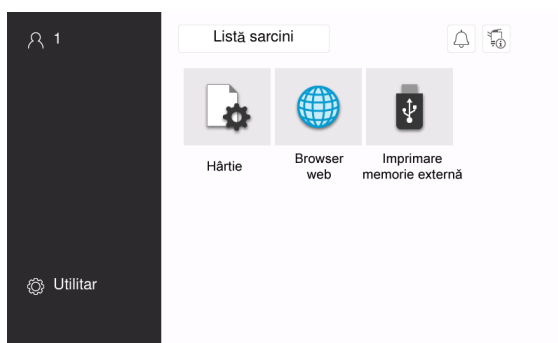 1
Listă sarcini
Hârtie
Browser
web
Imprimare
memorie externă
Utilitar